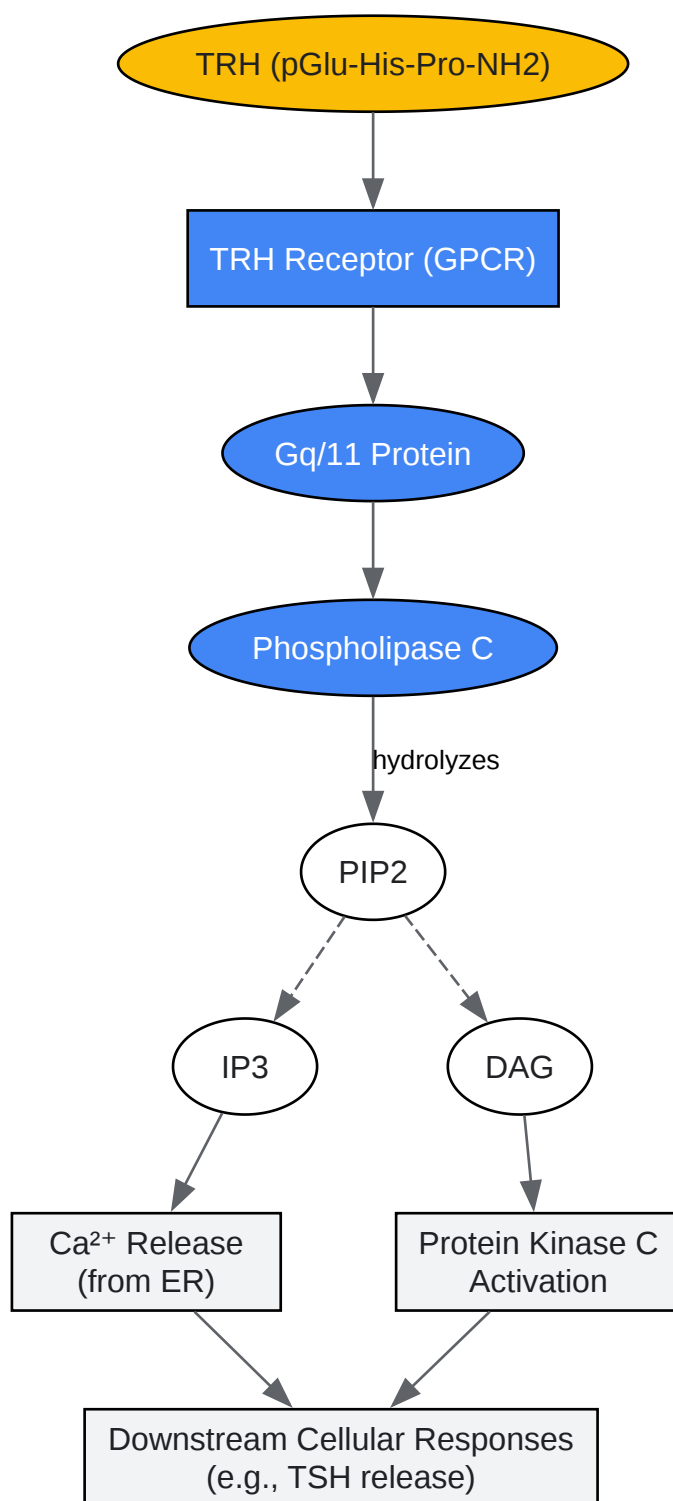 TRH (pGlu-His-Pro-NH2)
TRH Receptor (GPCR)
Gq/11 Protein
Phospholipase C
hydrolyzes
PIP2
IP3
DAG
Ca²⁺ Release
(from ER)
Protein Kinase C
Activation
Downstream Cellular Responses
(e.g., TSH release)